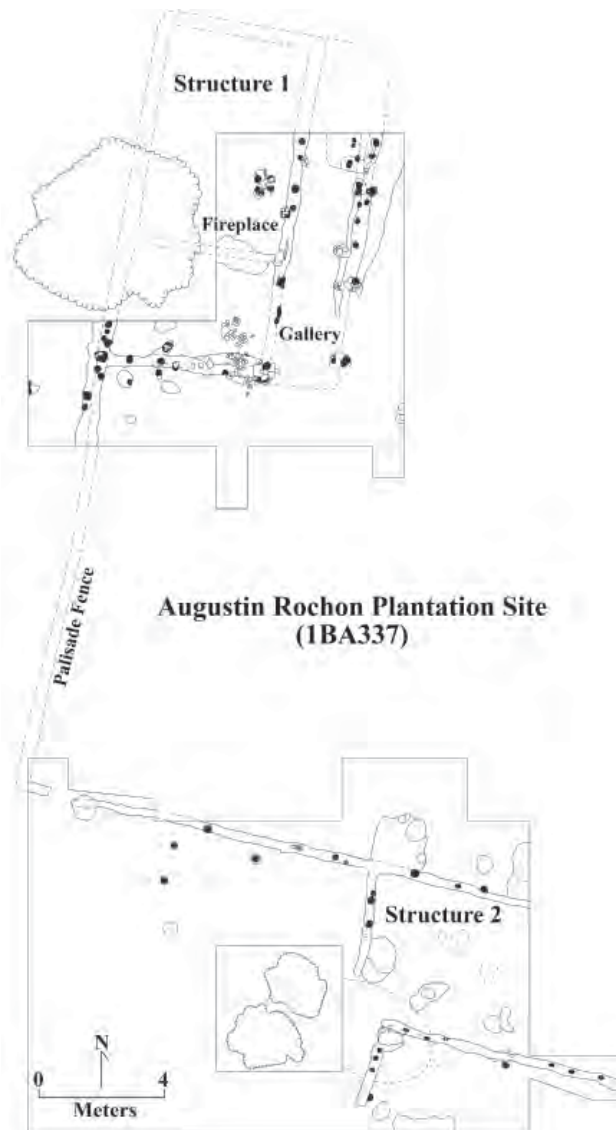 Structure 1
Fireplace
Gallery
Palisade Fence
Augustin Rochon Plantation Site
(1BA337)
Structure 2
N
0 4
Meters